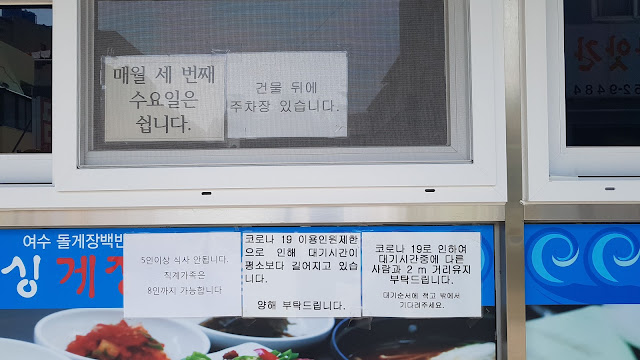 매월 세 번째
수요일은
쉽니다.
건물 뒤에
주차장 있습니다.
52-9484
여수 돌게장백반
싱 게장
5인이상 식사 안됩니다.
직계가족은
8인까지 가능합니다
코로나 19 이용인원제한
으로 인해 대기시간이
평소보다 길어지고 있습
니다.
양해 부탁드립니다.
코로나 19로 인하여
대기시간중에 다른
사람과 2 m 거리유지
부탁드립니다.
대기순서에 적고 밖에서
기다려주세요.